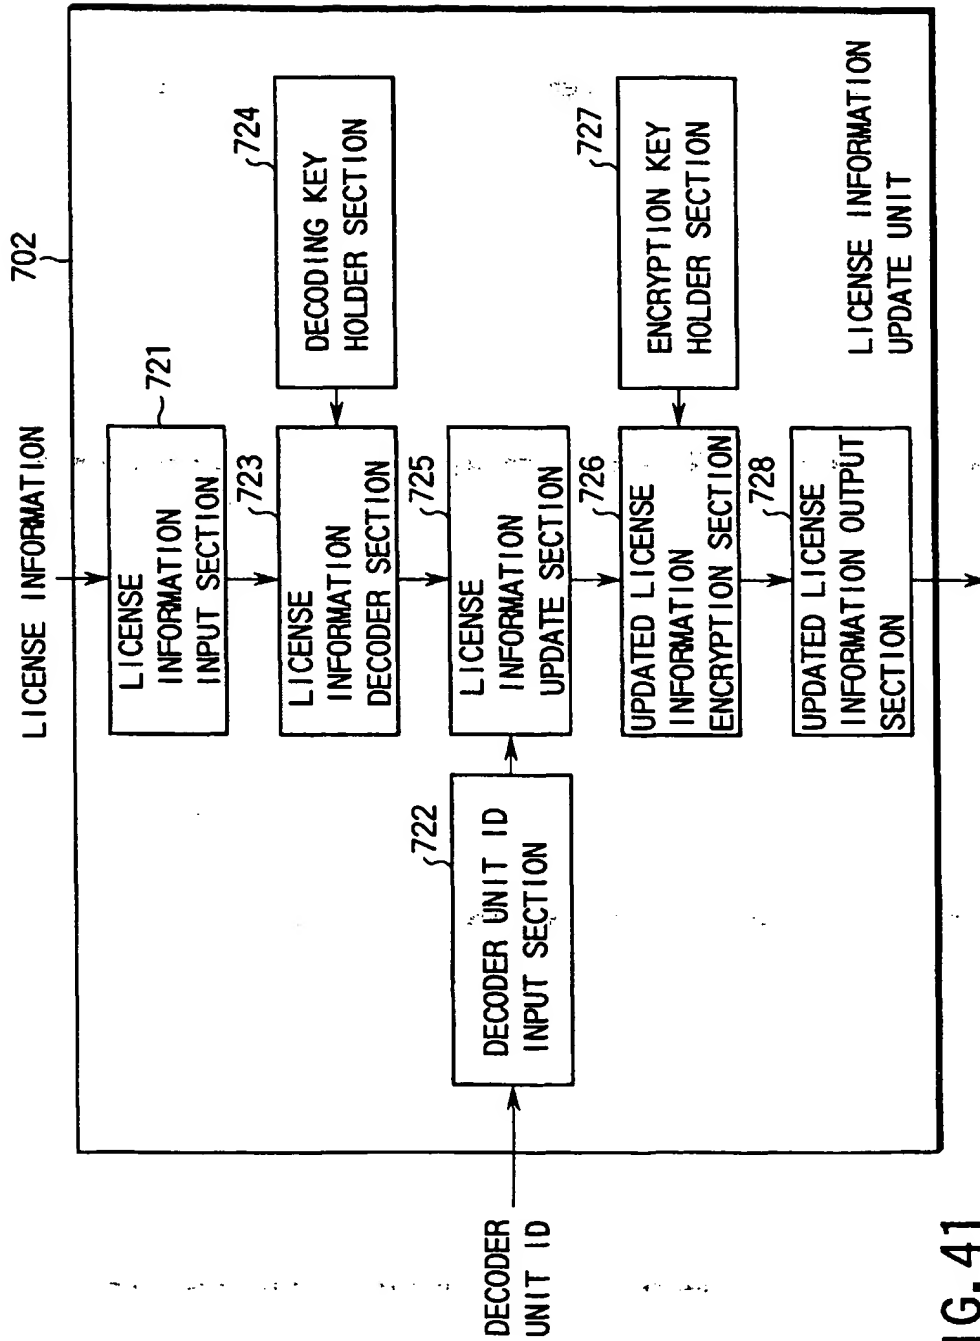 702
LICENSE INFORMATION
721
LICENSE
INFORMATION
INPUT SECTION
724
DECODING KEY
HOLDER SECTION
723
LICENSE
INFORMATION
DECODER SECTION
722
DECODER UNIT ID
INPUT SECTION
DECODER
UNIT ID
725
LICENSE
INFORMATION
UPDATE SECTION
727
ENCRYPTION KEY
HOLDER SECTION
726
UPDATED LICENSE
INFORMATION
ENCRYPTION SECTION
728
UPDATED LICENSE
INFORMATION OUTPUT
SECTION
LICENSE INFORMATION
UPDATE UNIT
IG. 41